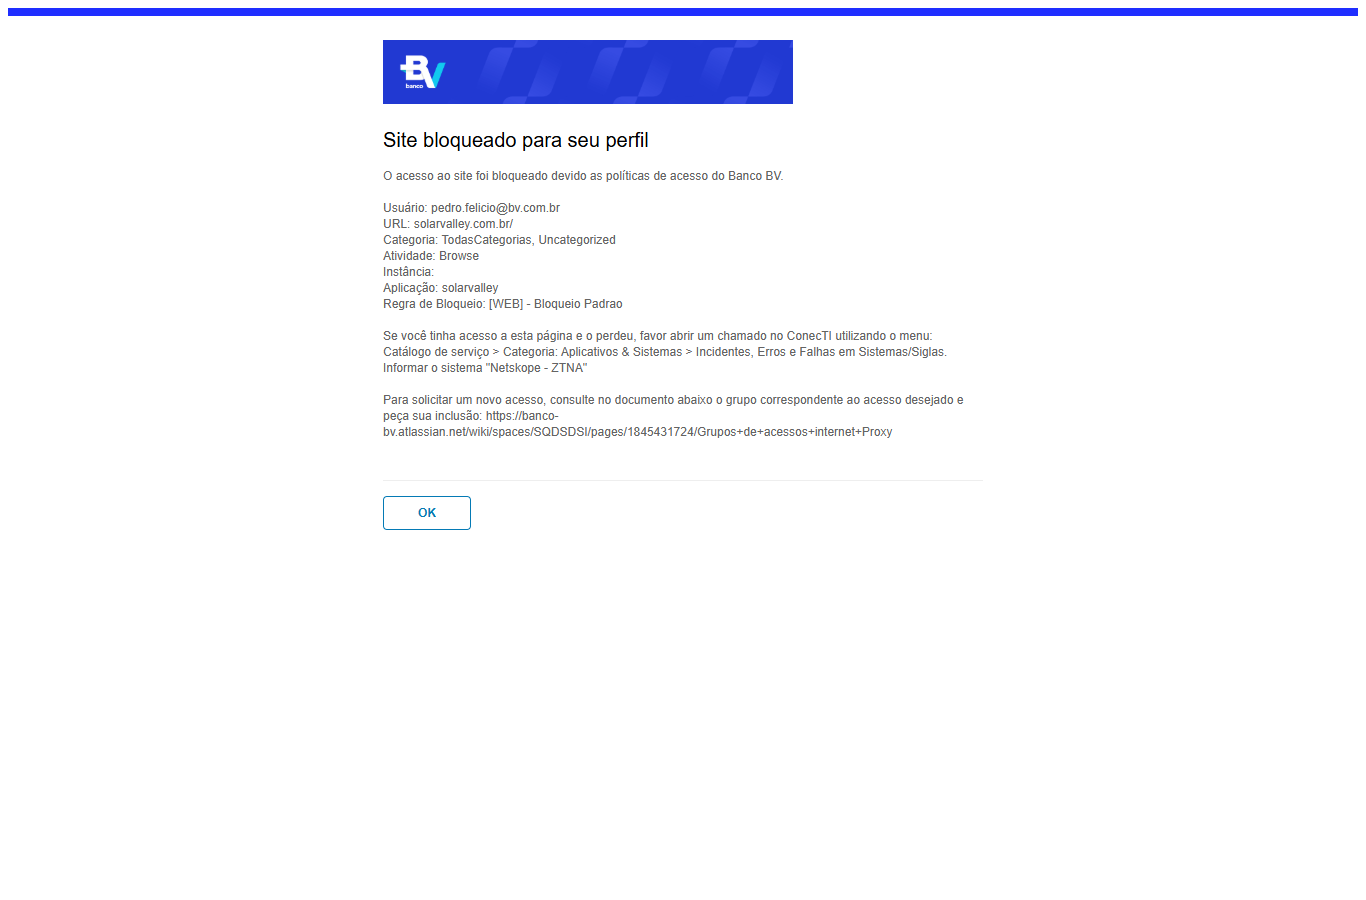 BV
banco
Site bloqueado para seu perfil
O acesso ao site foi bloqueado devido as políticas de acesso do Banco BV.
Usuário: pedro.felicio@bv.com.br
URL: solarvalley.com.br/
Categoria: TodasCategorias, Uncategorized
Atividade: Browse
Instância:
Aplicação: solarvalley
Regra de Bloqueio: [WEB] - Bloqueio Padrao
Se você tinha acesso a esta página e o perdeu, favor abrir um chamado no ConecTI utilizando o menu:
Catálogo de serviço > Categoria: Aplicativos & Sistemas > Incidentes, Erros e Falhas em Sistemas/Siglas.
Informar o sistema "Netskope - ZTNA"
Para solicitar um novo acesso, consulte no documento abaixo o grupo correspondente ao acesso desejado e
peça sua inclusão: https://banco-
bv.atlassian.net/wiki/spaces/SQDSDSI/pages/1845431724/Grupos+de+acessos+internet+Proxy
OK